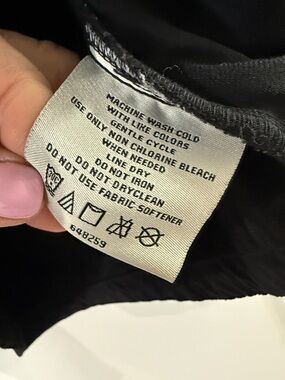 MACHINE WASH COLD
WITH LIKE COLORS
GENTLE CYCLE
USE ONLY NON CHLORINE BLEACH
WHEN NEEDED
LINE DRY
DO NOT IRON
DO NOT DRYCLEAN
DO NOT USE FABRIC SOFTENER
648259